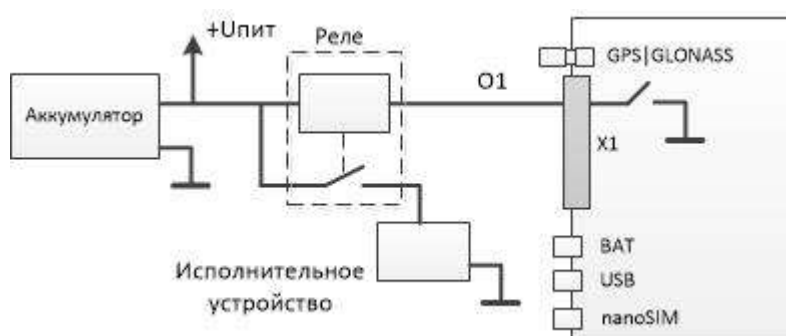 +Uпит
Реле
GPS|GLONASS
Аккумулятор
O1
X1
BAT
Исполнительное
устройство
USB
nanoSIM